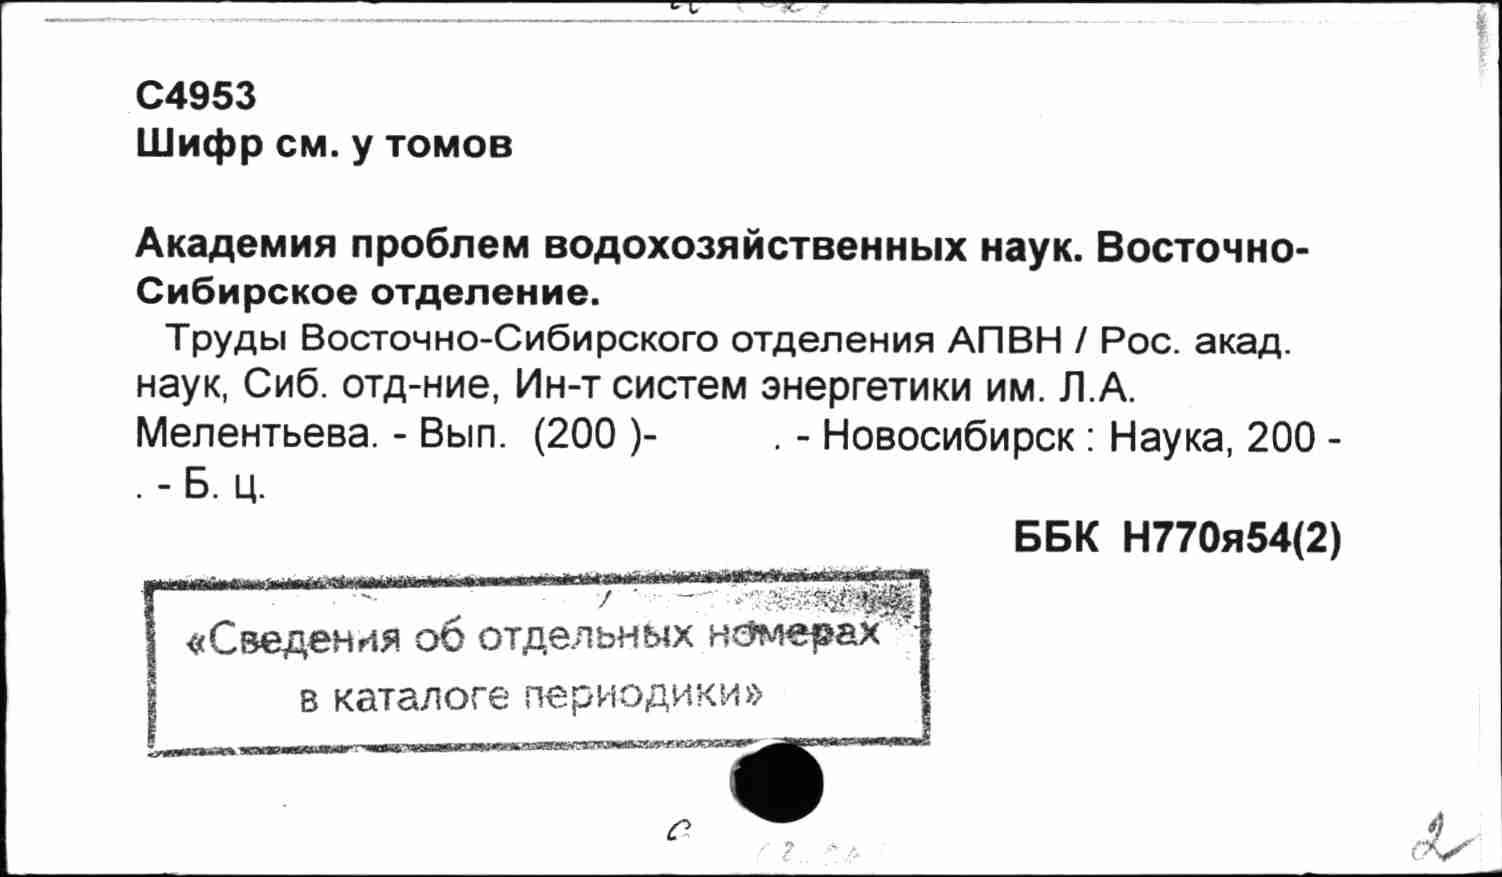 С4953
Шифр см. у томов
Академия проблем водохозяйственных наук. Восточно-
Сибирское отделение.
Труды Восточно-Сибирского отделения АПВН / Рос. акад.
наук, Сиб. отд-ние, Ин-т систем энергетики им. Л.А.
Мелентьева. - Вып. (200 )- . - Новосибирск : Наука, 200 -
. - Б. ц.
ББК Н770я54(2)
«Сведения об отдельных номерах
в каталоге периодики»
с
2